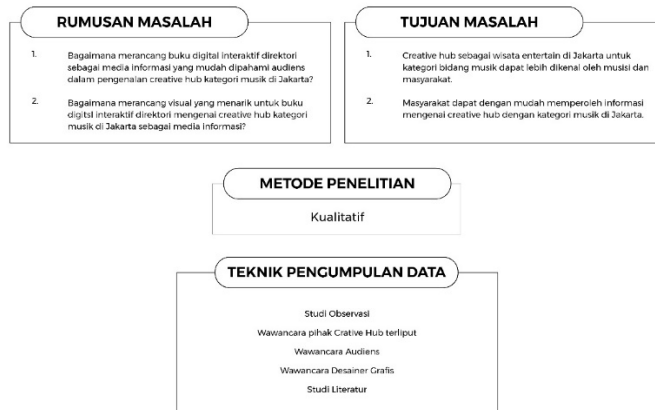 RUMUSAN MASALAH
1. Bagaimana merancang buku digital interaktif direktori
sebagai media informasi yang mudah dipahami audiens
dalam pengenalan creative hub kategori musik di Jakarta?
2. Bagaimana merancang visual yang menarik untuk buku
digitsl interaktif direktori mengenai creative hub kategori
musik di Jakarta sebagai media informasi?
TUJUAN MASALAH
1. Creative hub sebagai wisata entertain di Jakarta untuk
kategori bidang musik dapat lebih dikenal oleh musisi dan
masyarakat.
2. Masyarakat dapat dengan mudah memperoleh informasi
mengenai creative hub dengan kategori musik di Jakarta.
METODE PENELITIAN
Kualitatif
TEKNIK PENGUMPULAN DATA
Studi Observasi
Wawancara pihak Crative Hub terliput
Wawancara Audiens
Wawancara Desainer Grafis
Studi Literatur